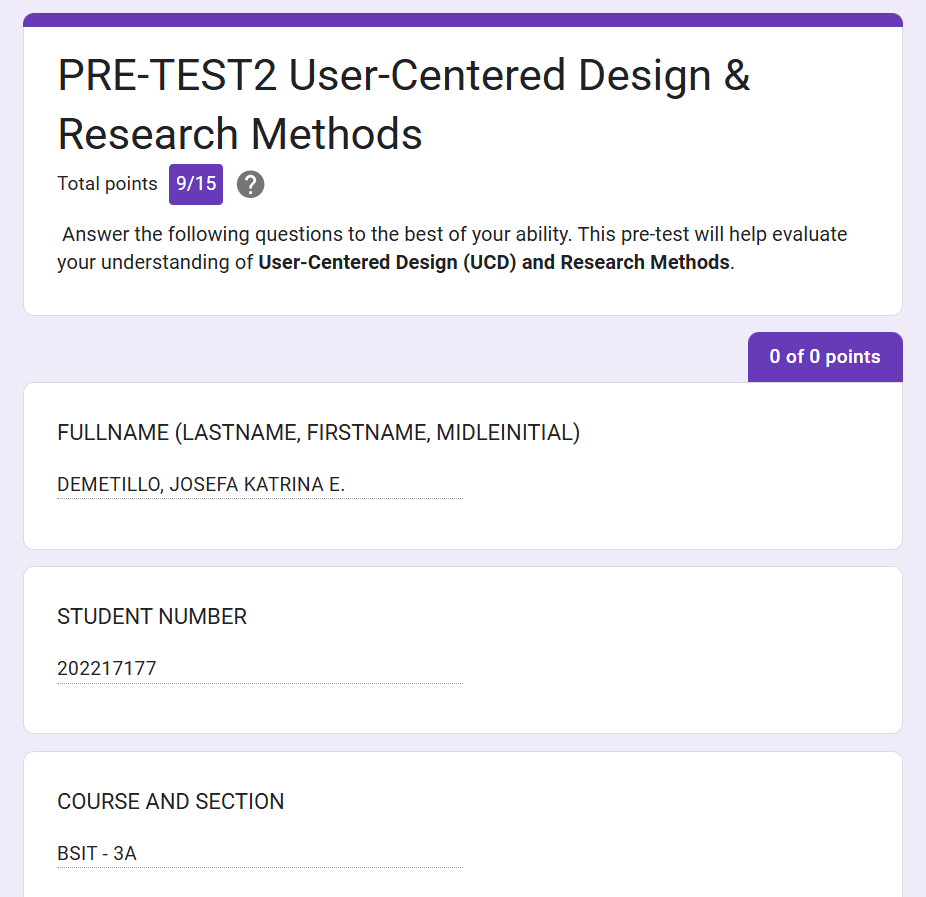 PRE-TEST2 User-Centered Design &
Research Methods
Total points 9/15 ?
Answer the following questions to the best of your ability. This pre-test will help evaluate
your understanding of User-Centered Design (UCD) and Research Methods.
0 of 0 points
FULLNAME (LASTNAME, FIRSTNAME, MIDLEINITIAL)
DEMETILLO, JOSEFA KATRINA E.
STUDENT NUMBER
202217177
COURSE AND SECTION
BSIT - 3A